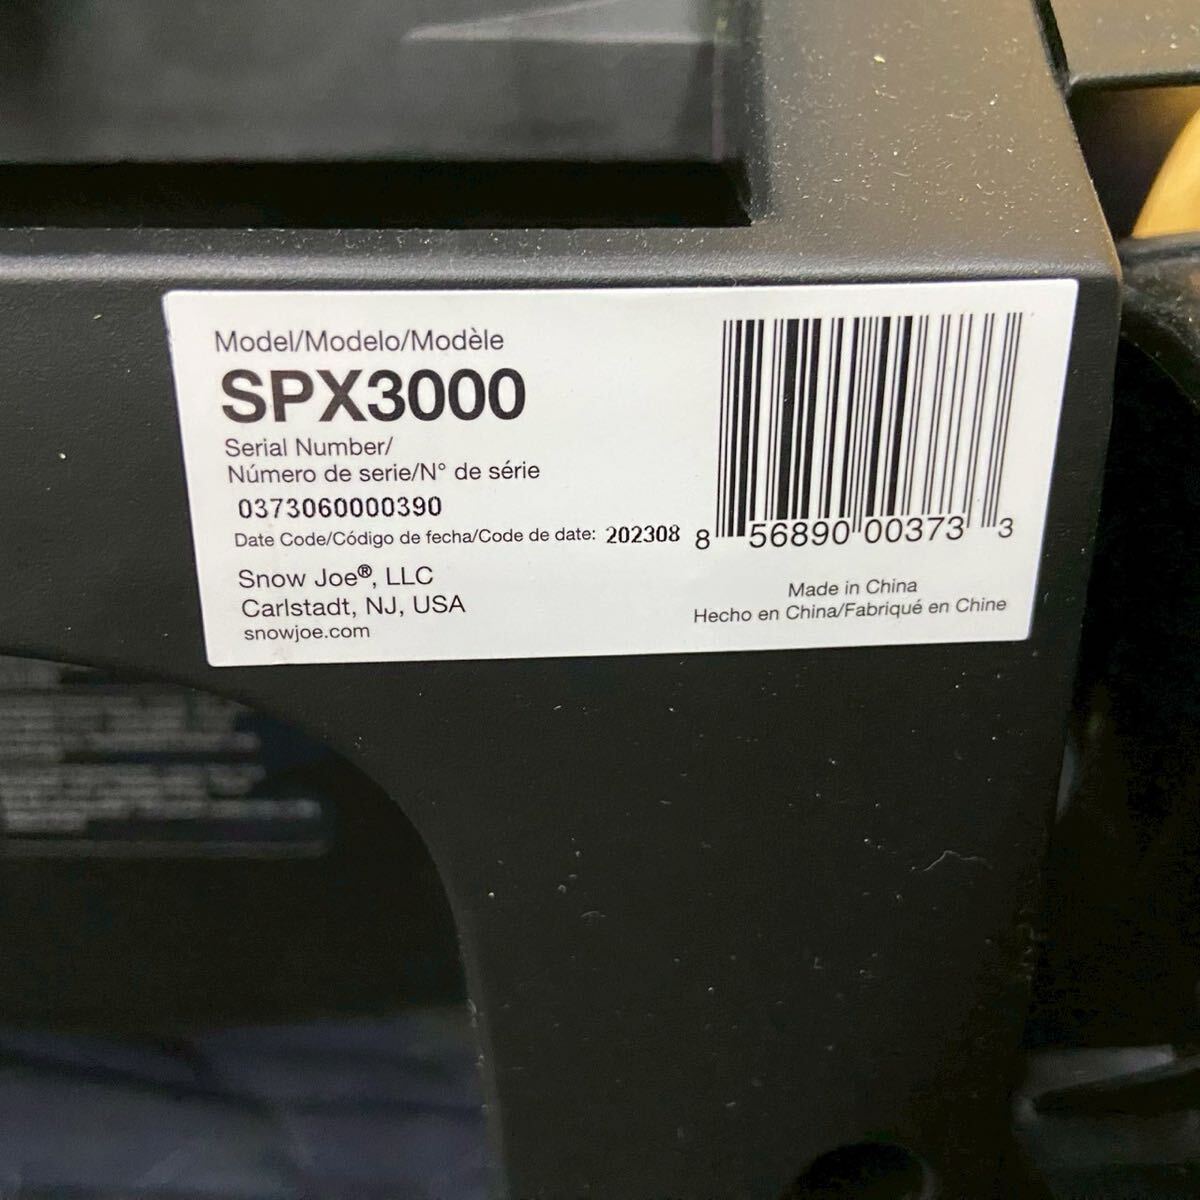 Model/Modelo/Modèle
SPX3000
Serial Number/
Número de serie/N° de série
0373060000390
Date Code/Código de fecha/Code de date: 202308
Snow Joe®, LLC
Carlstadt, NJ, USA
snowjoe.com
8 56890 00373 3
Made in China
Hecho en China/Fabriqué en Chine